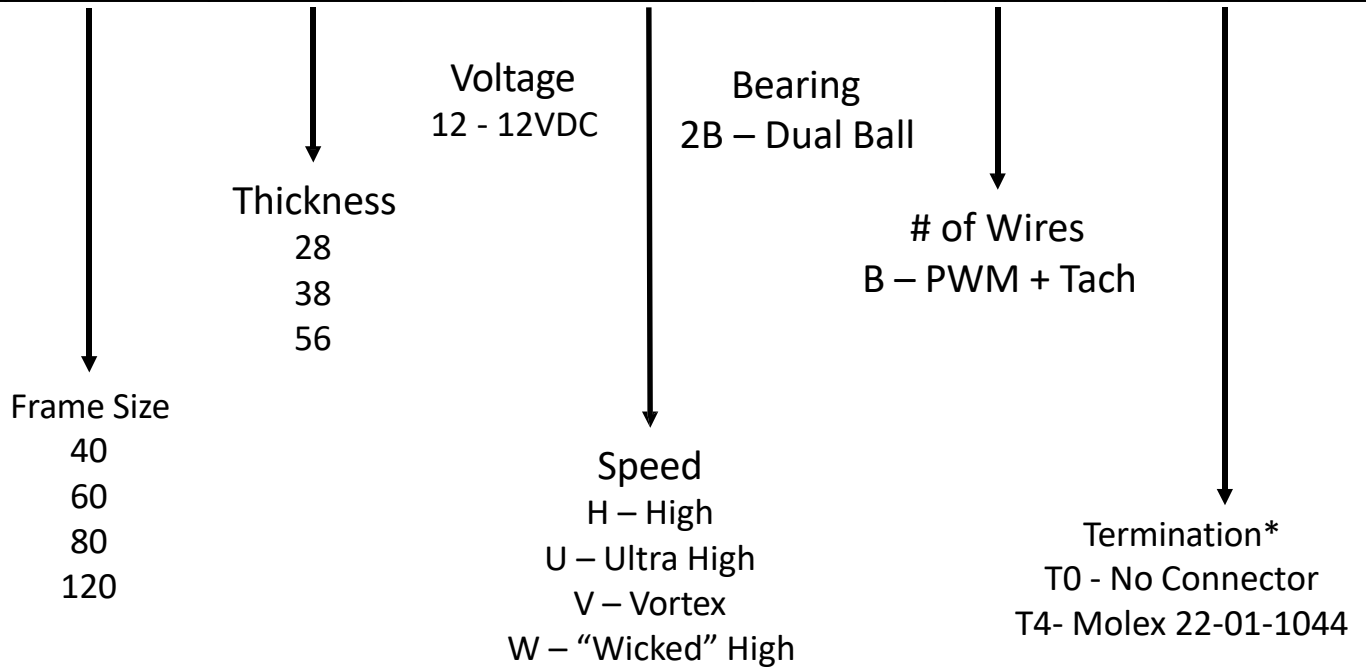 Voltage
12 - 12VDC
Bearing
2B – Dual Ball
Thickness
28
38
56
# of Wires
B – PWM + Tach
Frame Size
40
60
80
120
Speed
H – High
U – Ultra High
V – Vortex
W – “Wicked” High
Termination*
T0 - No Connector
T4- Molex 22-01-1044